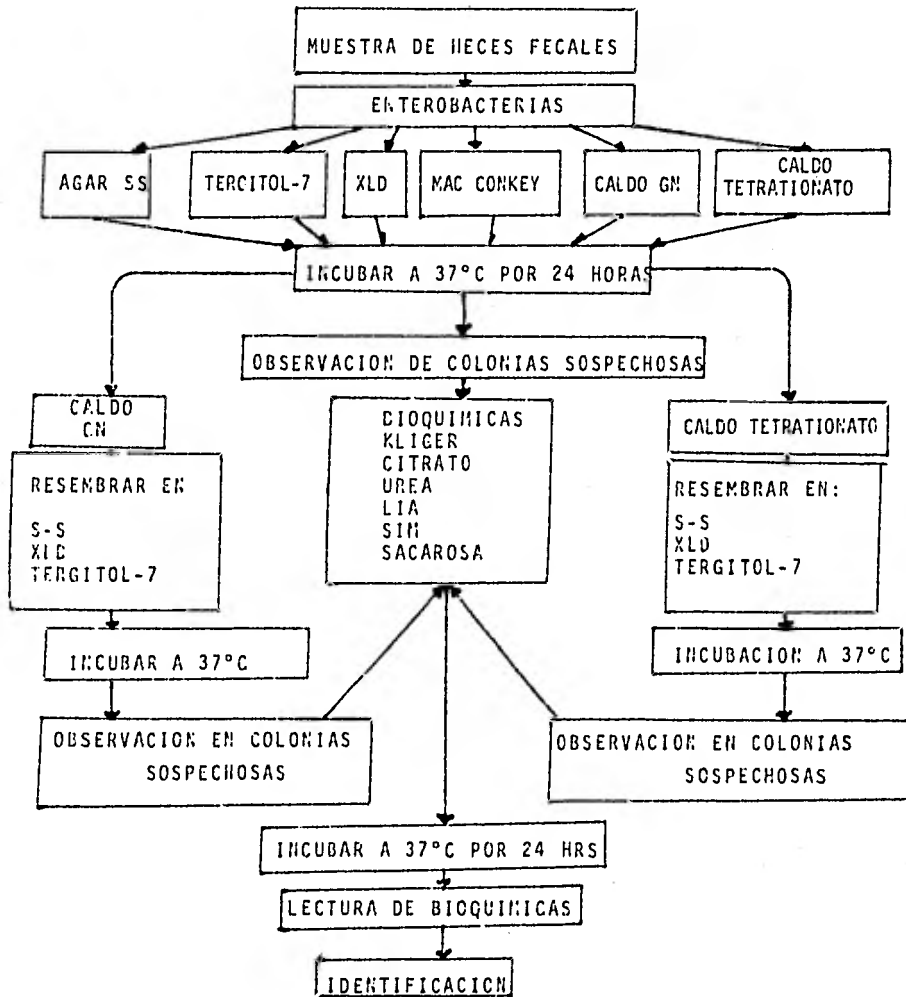 MUESTRA DE HECES FECALES
ENTEROBACTERIAS
AGAR SS
TERCITOL-7
XLD
MAC CONKEY
CALDO GN
CALDO
TETRATIONATO
INCUBAR A 37°C POR 24 HORAS
OBSERVACION DE COLONIAS SOSPECHOSAS
CALDO
GN
RESEMBRAR EN
S-S
XLD
TERGITOL-7
BIOQUIMICAS
KLIGER
CITRATO
UREA
LIA
SIM
SACAROSA
CALDO TETRATIONATO
RESEMBRAR EN:
S-S
XLD
TERGITOL-7
INCUBAR A 37°C
INCUBACION A 37°C
OBSERVACION EN COLONIAS
SOSPECHOSAS
OBSERVACION EN COLONIAS
SOSPECHOSAS
INCUBAR A 37°C POR 24 HRS
LECTURA DE BIOQUIMICAS
IDENTIFICACION